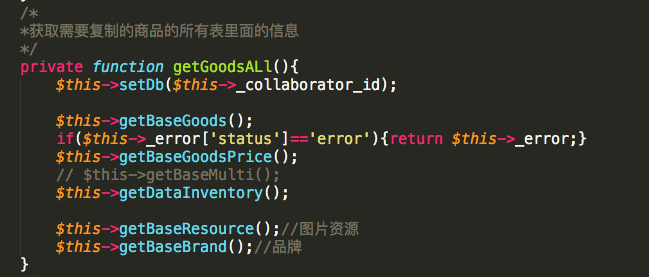 /*
*获取需要复制的商品的所有表里面的信息
*/
private function getGoodsALl(){
$this->setDb($this->_collaborator_id);
$this->getBaseGoods();
if($this->_error['status']=='error'){return $this->_error;}
$this->getBaseGoodsPrice();
// $this->getBaseMulti();
$this->getDataInventory();
$this->getBaseResource();//图片资源
$this->getBaseBrand();//品牌
}